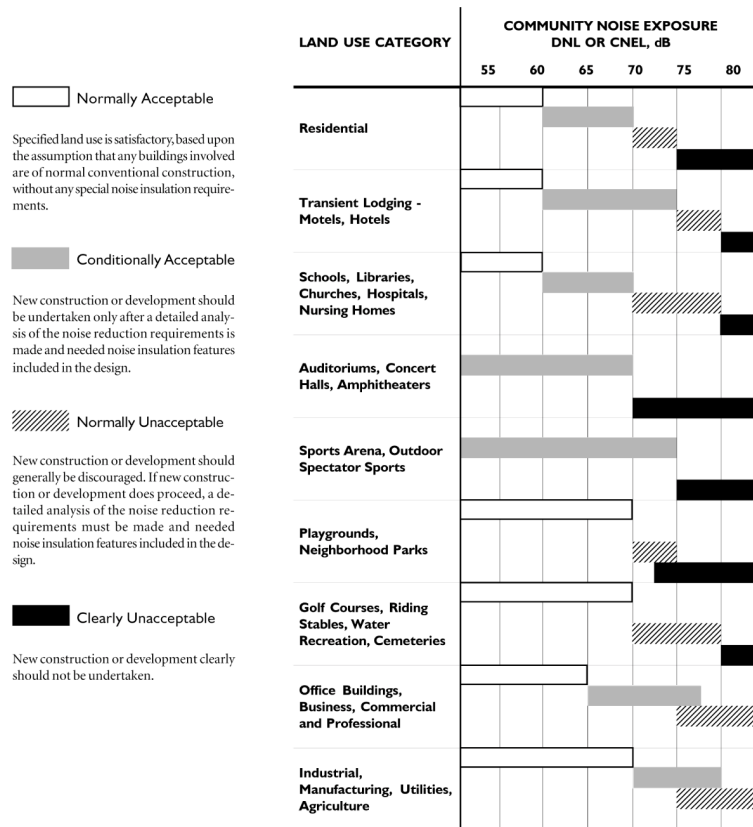 Normally Acceptable
Specified land use is satisfactory, based upon
the assumption that any buildings involved
are of normal conventional construction,
without any special noise insulation require-
ments.
Conditionally Acceptable
New construction or development should
be undertaken only after a detailed analy-
sis of the noise reduction requirements is
made and needed noise insulation features
included in the design.
Normally Unacceptable
New construction or development should
generally be discouraged. If new construc-
tion or development does proceed, a de-
tailed analysis of the noise reduction re-
quirements must be made and needed
noise insulation features included in the de-
sign.
Clearly Unacceptable
New construction or development clearly
should not be undertaken.
LAND USE CATEGORY
COMMUNITY NOISE EXPOSURE
DNL OR CNEL, dB
55 60 65 70 75 80
Residential
Transient Lodging -
Motels, Hotels
Schools, Libraries,
Churches, Hospitals,
Nursing Homes
Auditoriums, Concert
Halls, Amphitheaters
Sports Arena, Outdoor
Spectator Sports
Playgrounds,
Neighborhood Parks
Golf Courses, Riding
Stables, Water
Recreation, Cemeteries
Office Buildings,
Business, Commercial
and Professional
Industrial,
Manufacturing, Utilities,
Agriculture